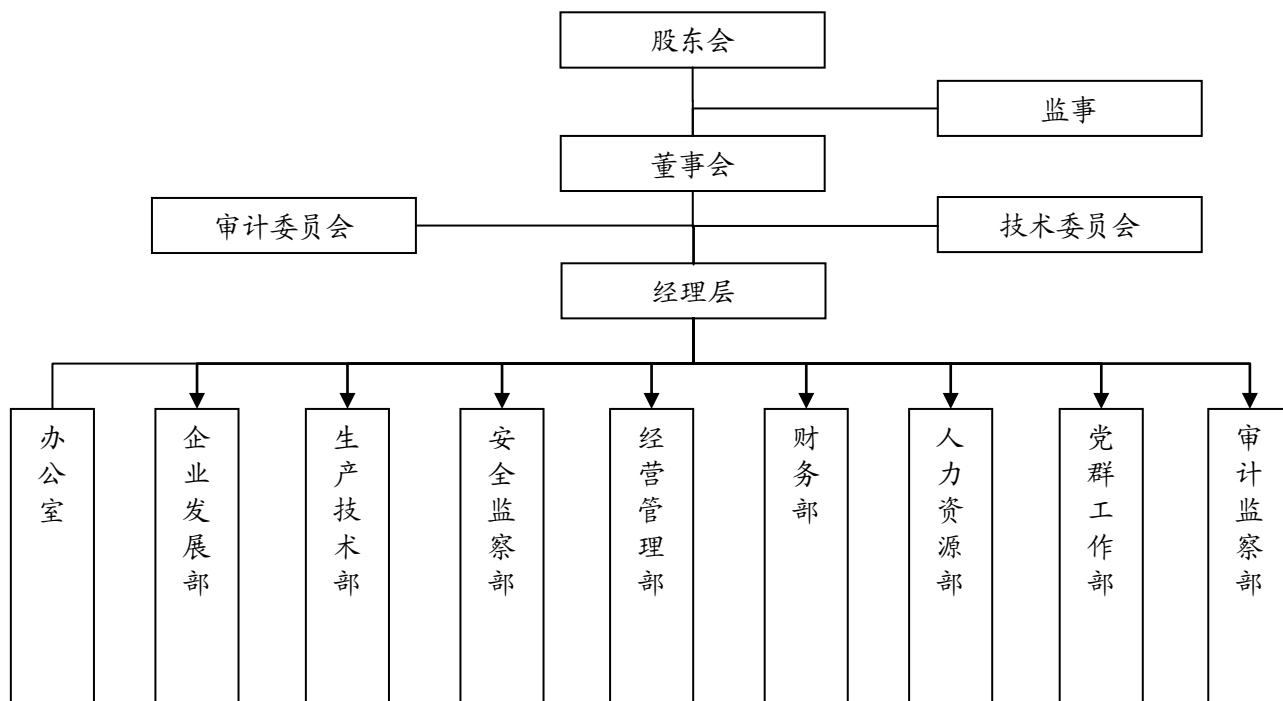 股东会
监事
董事会
审计委员会
技术委员会
经理层
办公室
企业发展部
生产技术部
安全监察部
经营管理部
财务部
人力资源部
党群工作部
审计监察部